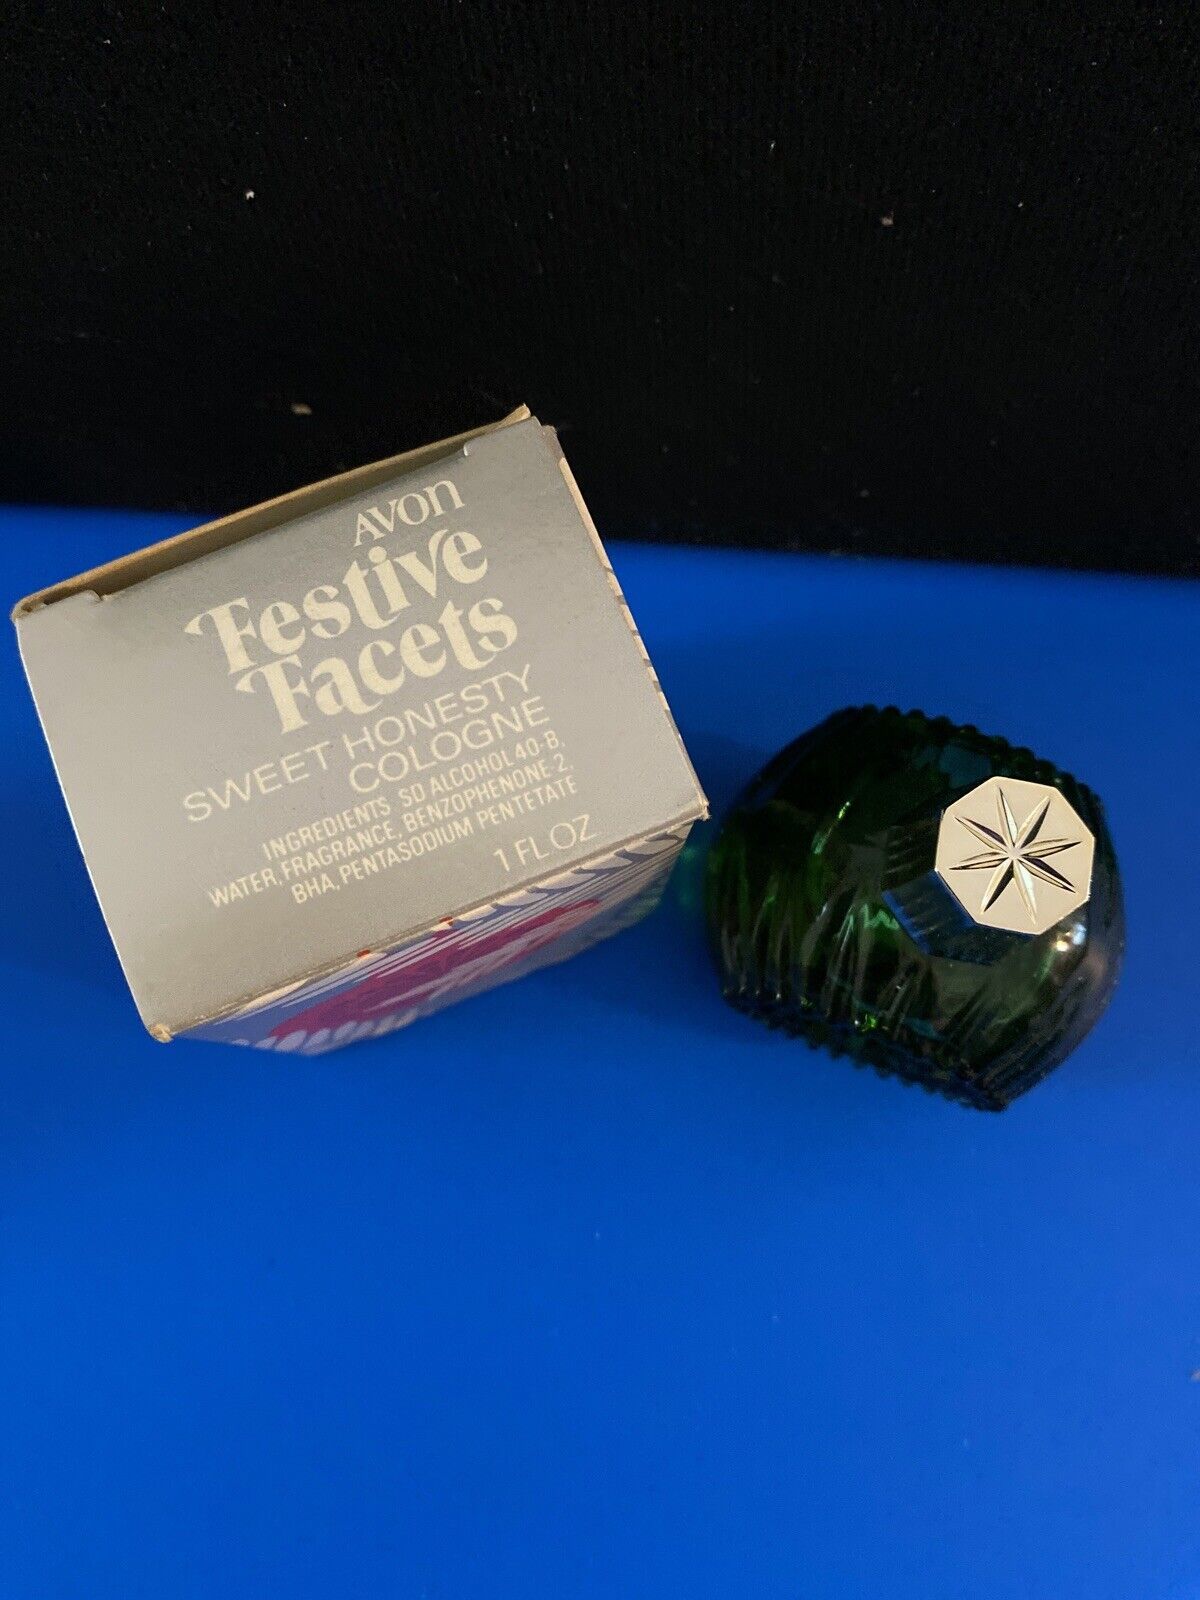 AVON
Festive
Facets
SWEET HONESTY
COLOGNE
INGREDIENTS SD ALCOHOL 40-B,
WATER, FRAGRANCE, BENZOPHENONE-2,
BHA, PENTASODIUM PENTETATE
1 FL OZ